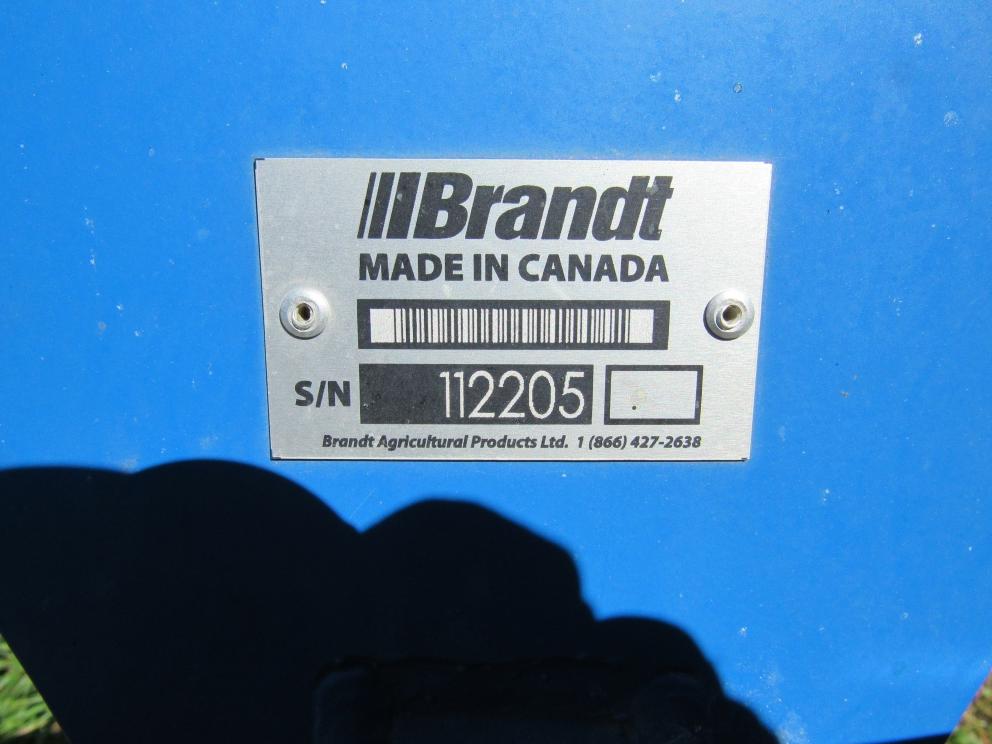 Brandt
MADE IN CANADA
S/N 112205
Brandt Agricultural Products Ltd. 1 (866) 427-2638